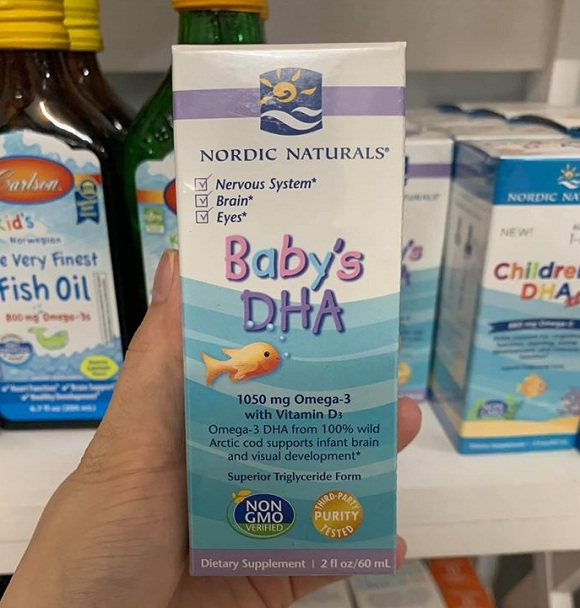 NORDIC NATURALS®
Nervous System*
Brain*
Eyes*
Baby's
DHA
1050 mg Omega-3
with Vitamin D3
Omega-3 DHA from 100% wild
Arctic cod supports infant brain
and visual development*
Superior Triglyceride Form
NON
GMO
VERIFIED
THIRD-PARTY
PURITY
TESTED
Dietary Supplement | 2 fl oz/60 mL
Carlson
Kid's
Norwegian
e Very Finest
Fish Oil
800 mg Omega-3s
NORDIC NA
NEW!
Childre
DHA